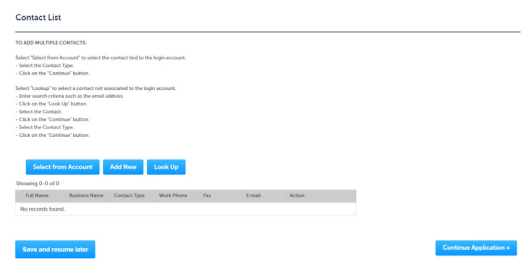 Contact List
TO ADD MULTIPLE CONTACTS:
Select "Select from Account" to select the contact tied to the login account.
- Select the Contact Type.
- Click on the "Continue" button.
Select "Lookup" to select a contact not associated to the login account.
- Enter search criteria such as the email address.
- Click on the "Look Up" button.
- Select the Contact.
- Click on the "Continue" button.
- Select the Contact Type.
- Click on the "Continue" button.
Select from Account Add New Look Up
Showing 0-0 of 0
Full Name Business Name Contact Type Work Phone Fax E-mail Action
No records found.
Save and resume later Continue Application »